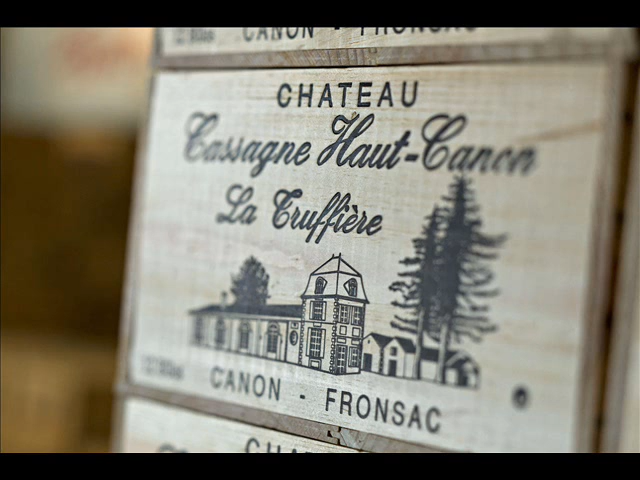 CANON - FRONSAC
CHATEAU
Cassagne Haut-Canon
La Truffière
CANON - FRONSAC